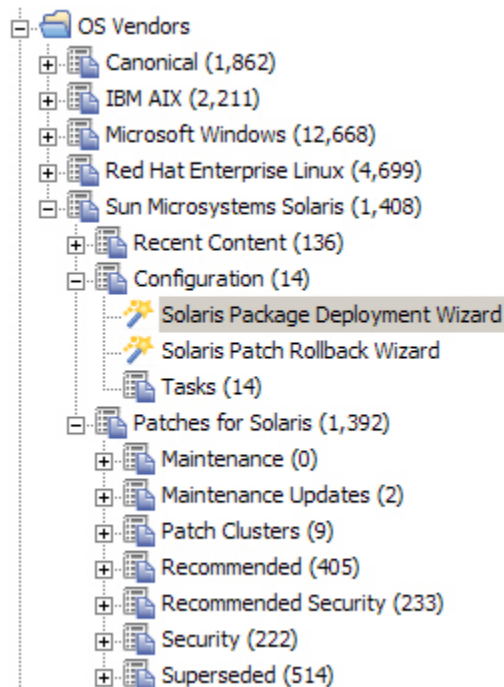 OS Vendors
Canonical (1,862)
IBM AIX (2,211)
Microsoft Windows (12,668)
Red Hat Enterprise Linux (4,699)
Sun Microsystems Solaris (1,408)
Recent Content (136)
Configuration (14)
Solaris Package Deployment Wizard
Solaris Patch Rollback Wizard
Tasks (14)
Patches for Solaris (1,392)
Maintenance (0)
Maintenance Updates (2)
Patch Clusters (9)
Recommended (405)
Recommended Security (233)
Security (222)
Superseded (514)